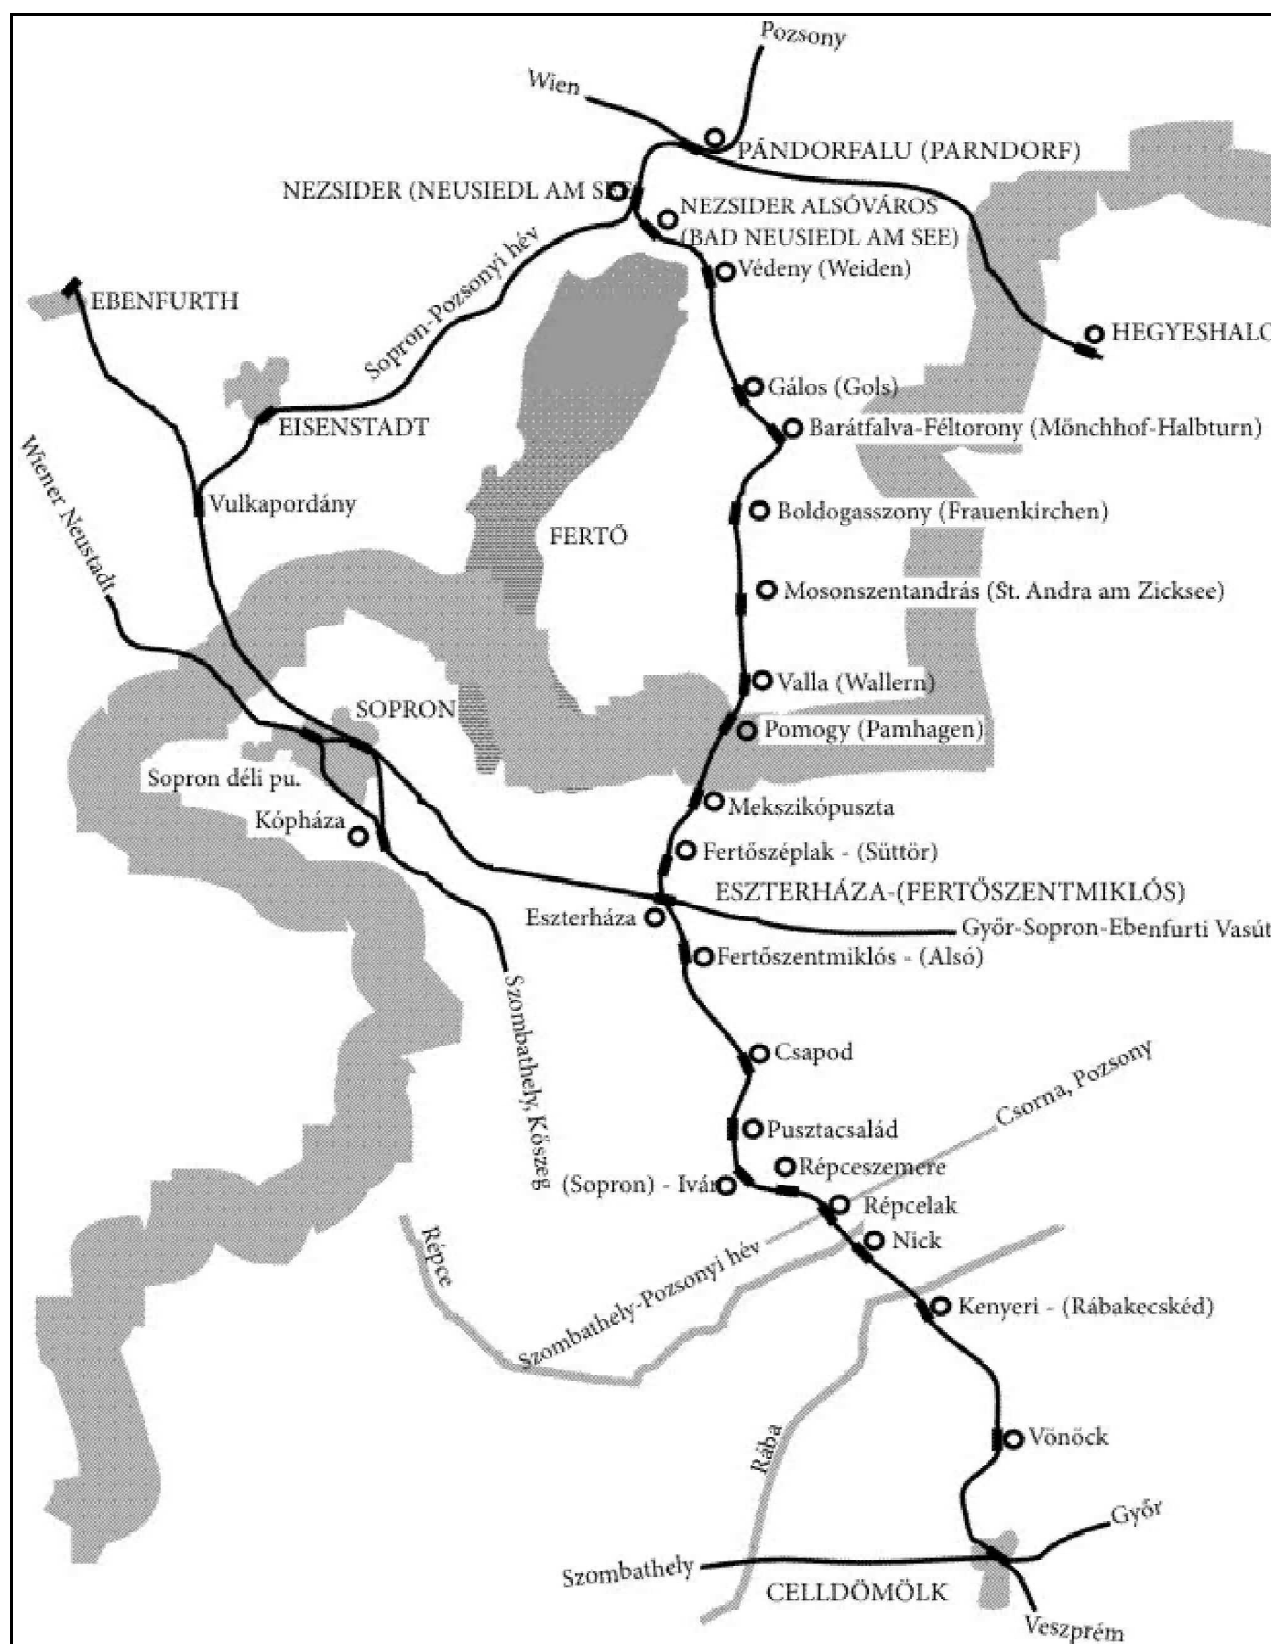 Pozsony
Wien
PÁNDORFALU (PARNDORF)
NEZSIDER (NEUSIEDL AM SEE)
NEZSIDER ALSÓVÁROS
(BAD NEUSIEDL AM SEE)
Sopron-Pozsonyi hév
Védeny (Weiden)
EBENFURTH
HEGYESHALO
Gálos (Gols)
EISENSTADT
Barátfalva-Féltorony (Mönchhof-Halbturn)
Wiener Neustadt
Vulkapordány
Boldogasszony (Frauenkirchen)
FERTŐ
Mosonszentandrás (St. Andra am Zicksee)
Valla (Wallern)
SOPRON
Pomogy (Pamhagen)
Sopron déli pu.
Mekszikópuszta
Kópháza
Fertőszéplak - (Süttör)
ESZTERHÁZA-(FERTŐSZENTMIKLÓS)
Eszterháza
Győr-Sopron-Ebenfurti Vasút
Fertőszentmiklós - (Alsó)
Szombathely, Kőszeg
Csapod
Csorna, Pozsony
Pusztacsalád
Répceszemere
(Sopron) - Iván
Répcelak
Répce
Nick
Szombathely-Pozsonyi hév
Kenyeri - (Rábakecskéd)
Rába
Vönöck
Győr
Szombathely
CELLDÖMÖLK
Veszprém